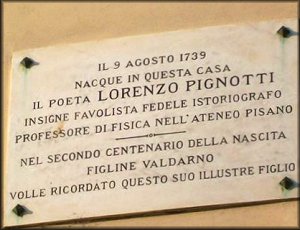 IL 9 AGOSTO 1739
NACQUE IN QUESTA CASA
IL POETA LORENZO PIGNOTTI
INSIGNE FAVOLISTA FEDELE ISTORIOGRAFO
PROFESSORE DI FISICA NELL'ATENEO PISANO
NEL SECONDO CENTENARIO DELLA NASCITA
FIGLINE VALDARNO
VOLLE RICORDATO QUESTO SUO ILLUSTRE FIGLIO